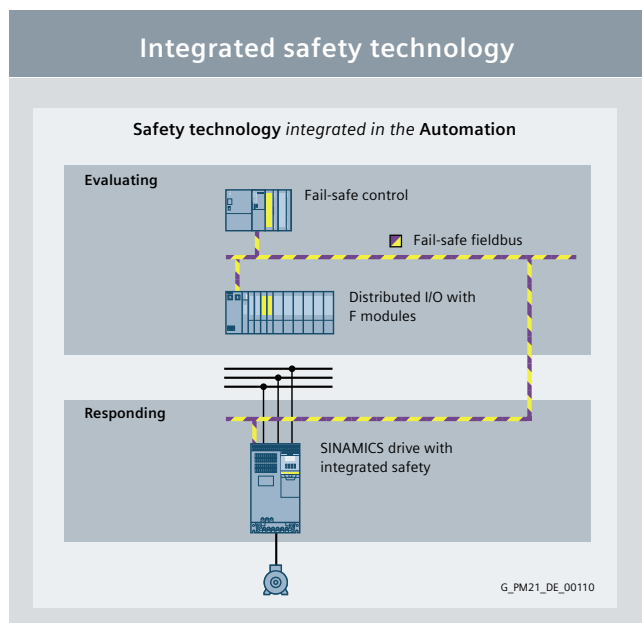 Integrated safety technology
Safety technology integrated in the Automation
Evaluating
Fail-safe control
Fail-safe fieldbus
Distributed I/O with
F modules
Responding
SINAMICS drive with
integrated safety
G_PM21_DE_00110